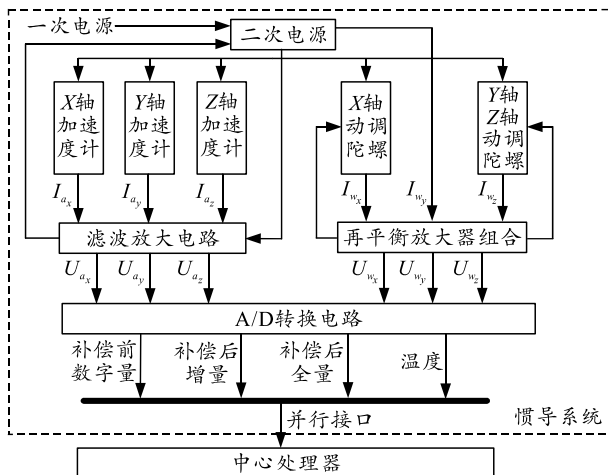 一次电源
二次电源
X轴
加速
度计
Y轴
加速
度计
Z轴
加速
度计
X轴
动调
陀螺
Y轴
Z轴
动调
陀螺
I_{a_x} I_{a_y} I_{a_z} I_{w_x} I_{w_y} I_{w_z}
滤波放大电路
再平衡放大器组合
U_{a_x} U_{a_y} U_{a_z} U_{w_x} U_{w_y} U_{w_z}
A/D转换电路
补偿前
数字量
补偿后
增量
补偿后
全量
温度
并行接口
惯导系统
中心处理器